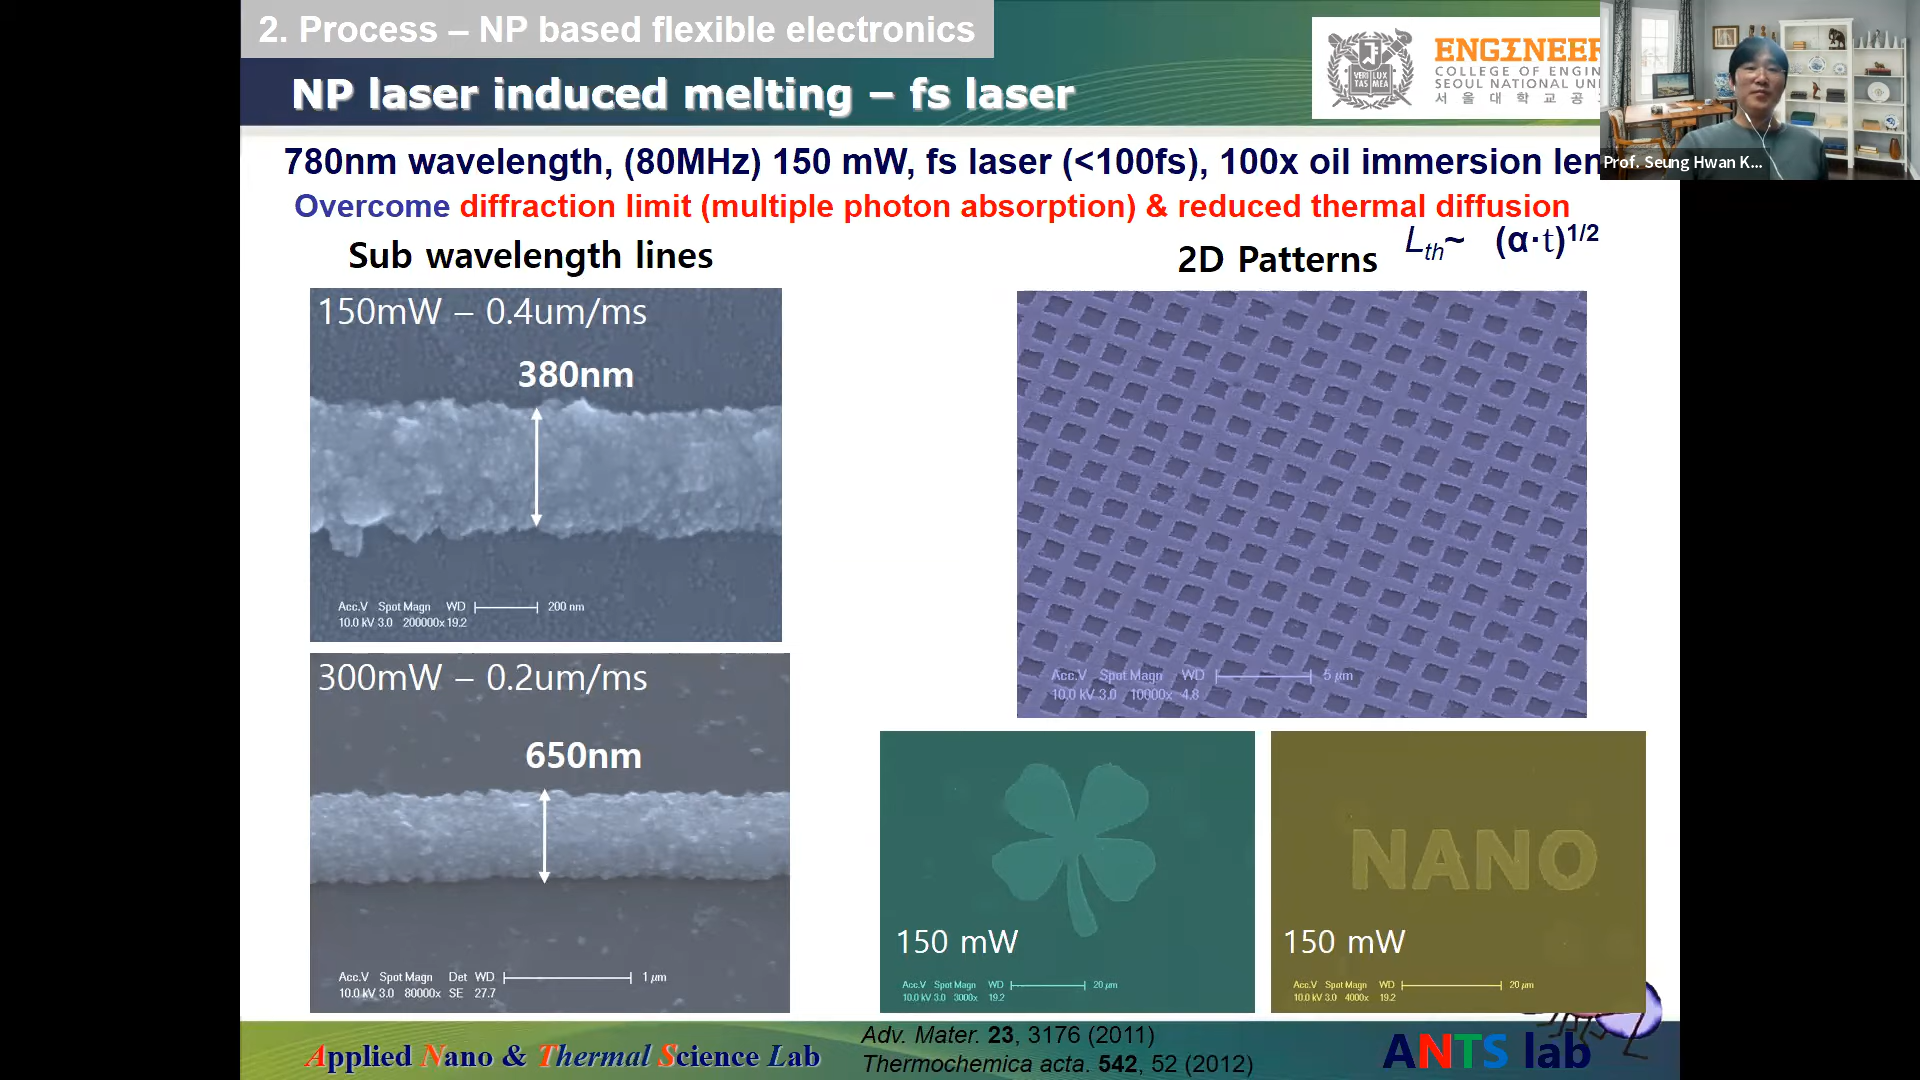 2. Process – NP based flexible electronics
NP laser induced melting – fs laser
VERI LUX
TAS MEA
ENGINEER
COLLEGE OF ENGIN
SEOUL NATIONAL UNI
서 울 대 학 교 공
Prof. Seung Hwan K...
780nm wavelength, (80MHz) 150 mW, fs laser (<100fs), 100x oil immersion len
Overcome diffraction limit (multiple photon absorption) & reduced thermal diffusion
Sub wavelength lines
2D Patterns
Lth~ (α·t)1/2
150mW – 0.4um/ms
380nm
Acc.V Spot Magn WD 200 nm
10.0 kV 3.0 200000x 19.2
300mW – 0.2um/ms
650nm
Acc.V Spot Magn Det WD 1 µm
10.0 kV 3.0 80000x SE 27.7
Acc.V Spot Magn WD 5 µm
10.0 kV 3.0 10000x 4.8
150 mW
Acc.V Spot Magn WD 20 µm
10.0 kV 3.0 3000x 19.2
NANO
150 mW
Acc.V Spot Magn WD 20 µm
10.0 kV 3.0 4000x 19.2
Applied Nano & Thermal Science Lab
Adv. Mater. 23, 3176 (2011)
Thermochemica acta. 542, 52 (2012)
ANTS lab